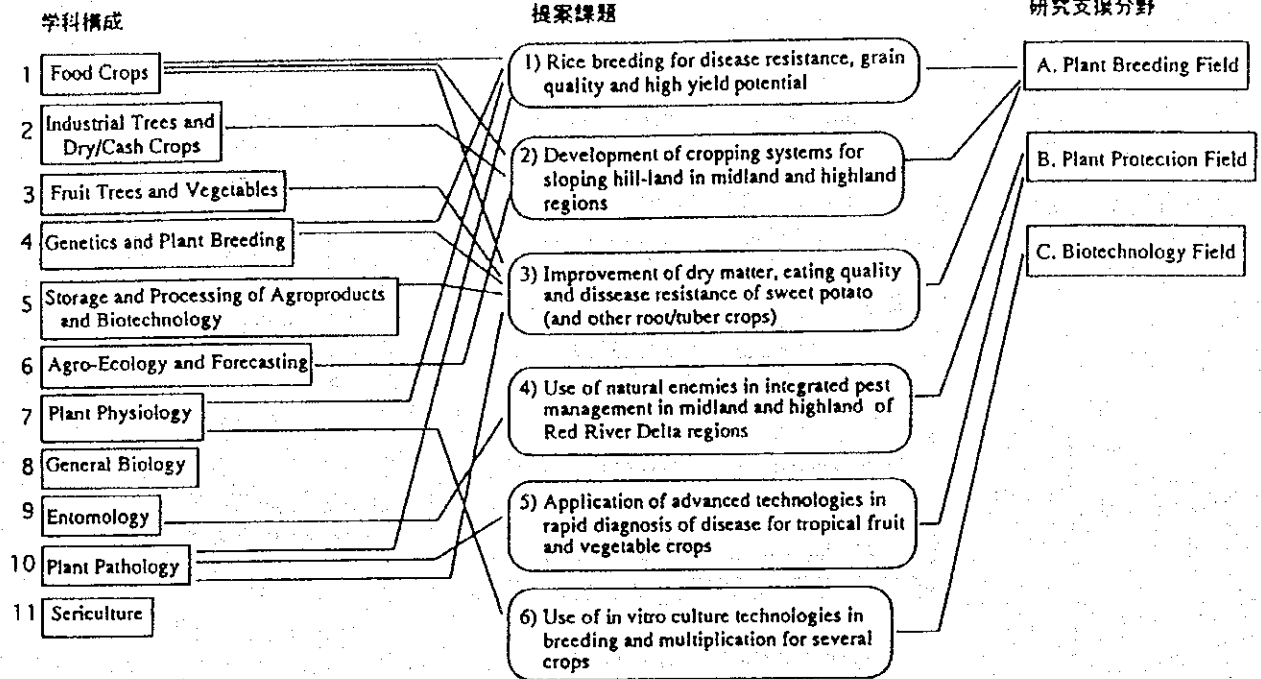 学科構成
提案課題
研究支援分野
1 Food Crops
2 Industrial Trees and
Dry/Cash Crops
3 Fruit Trees and Vegetables
4 Genetics and Plant Breeding
5 Storage and Processing of Agroproducts
and Biotechnology
6 Agro-Ecology and Forecasting
7 Plant Physiology
8 General Biology
9 Entomology
10 Plant Pathology
11 Sericulture
1) Rice breeding for disease resistance, grain
quality and high yield potential
2) Development of cropping systems for
sloping hill-land in midland and highland
regions
3) Improvement of dry matter, eating quality
and dissease resistance of sweet potato
(and other root/tuber crops)
4) Use of natural enemies in integrated pest
management in midland and highland of
Red River Delta regions
5) Application of advanced technologies in
rapid diagnosis of disease for tropical fruit
and vegetable crops
6) Use of in vitro culture technologies in
breeding and multiplication for several
crops
A. Plant Breeding Field
B. Plant Protection Field
C. Biotechnology Field